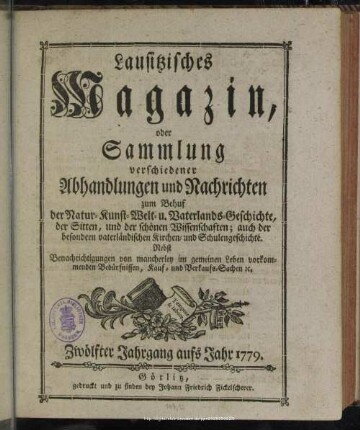 Lausitzisches
Magazin,
oder
Sammlung
verschiedener
Abhandlungen und Nachrichten
zum Behuf
der Natur- Kunst- Welt- u. Vaterlands-Geschichte,
der Sitten, und der schönen Wissenschaften; auch der
besondern vaterländischen Kirchen- und Schulengeschichte.
Nebst
Benachrichtigungen von mancherley im gemeinen Leben vorkom-
menden Bedürfnissen, Kauf- und Verkaufs-Sachen ꝛc.
Zwölfter Jahrgang aufs Jahr 1779.
Görlitz,
gedruckt und zu finden bey Johann Friedrich Fickelscherer.